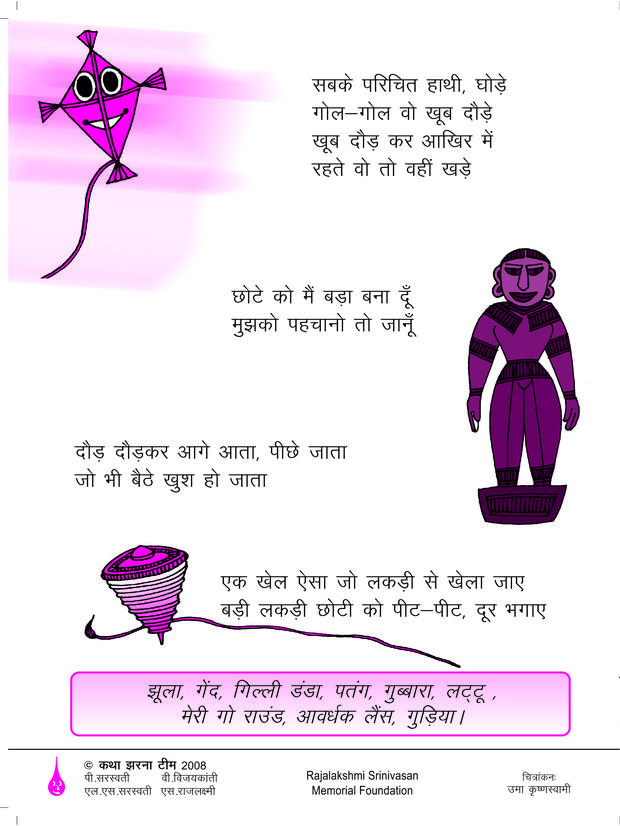 सबके परिचित हाथी, घोड़े
गोल–गोल वो खूब दौड़े
खूब दौड़ कर आखिर में
रहते वो तो वहीं खड़े
छोटे को मैं बड़ा बना दूँ
मुझको पहचानो तो जानूँ
दौड़ दौड़कर आगे आता, पीछे जाता
जो भी बैठे खुश हो जाता
एक खेल ऐसा जो लकड़ी से खेला जाए
बड़ी लकड़ी छोटी को पीट–पीट, दूर भगाए
झूला, गेंद, गिल्ली डंडा, पतंग, गुब्बारा, लट्टू ,
मेरी गो राउंड, आवर्धक लैंस, गुड़िया।
© कथा झरना टीम 2008
पी.सरस्वती वी.विजयकांती
एल.एस.सरस्वती एस.राजलक्ष्मी
Rajalakshmi Srinivasan
Memorial Foundation
चित्रांकनः
उमा कृष्णस्वामी